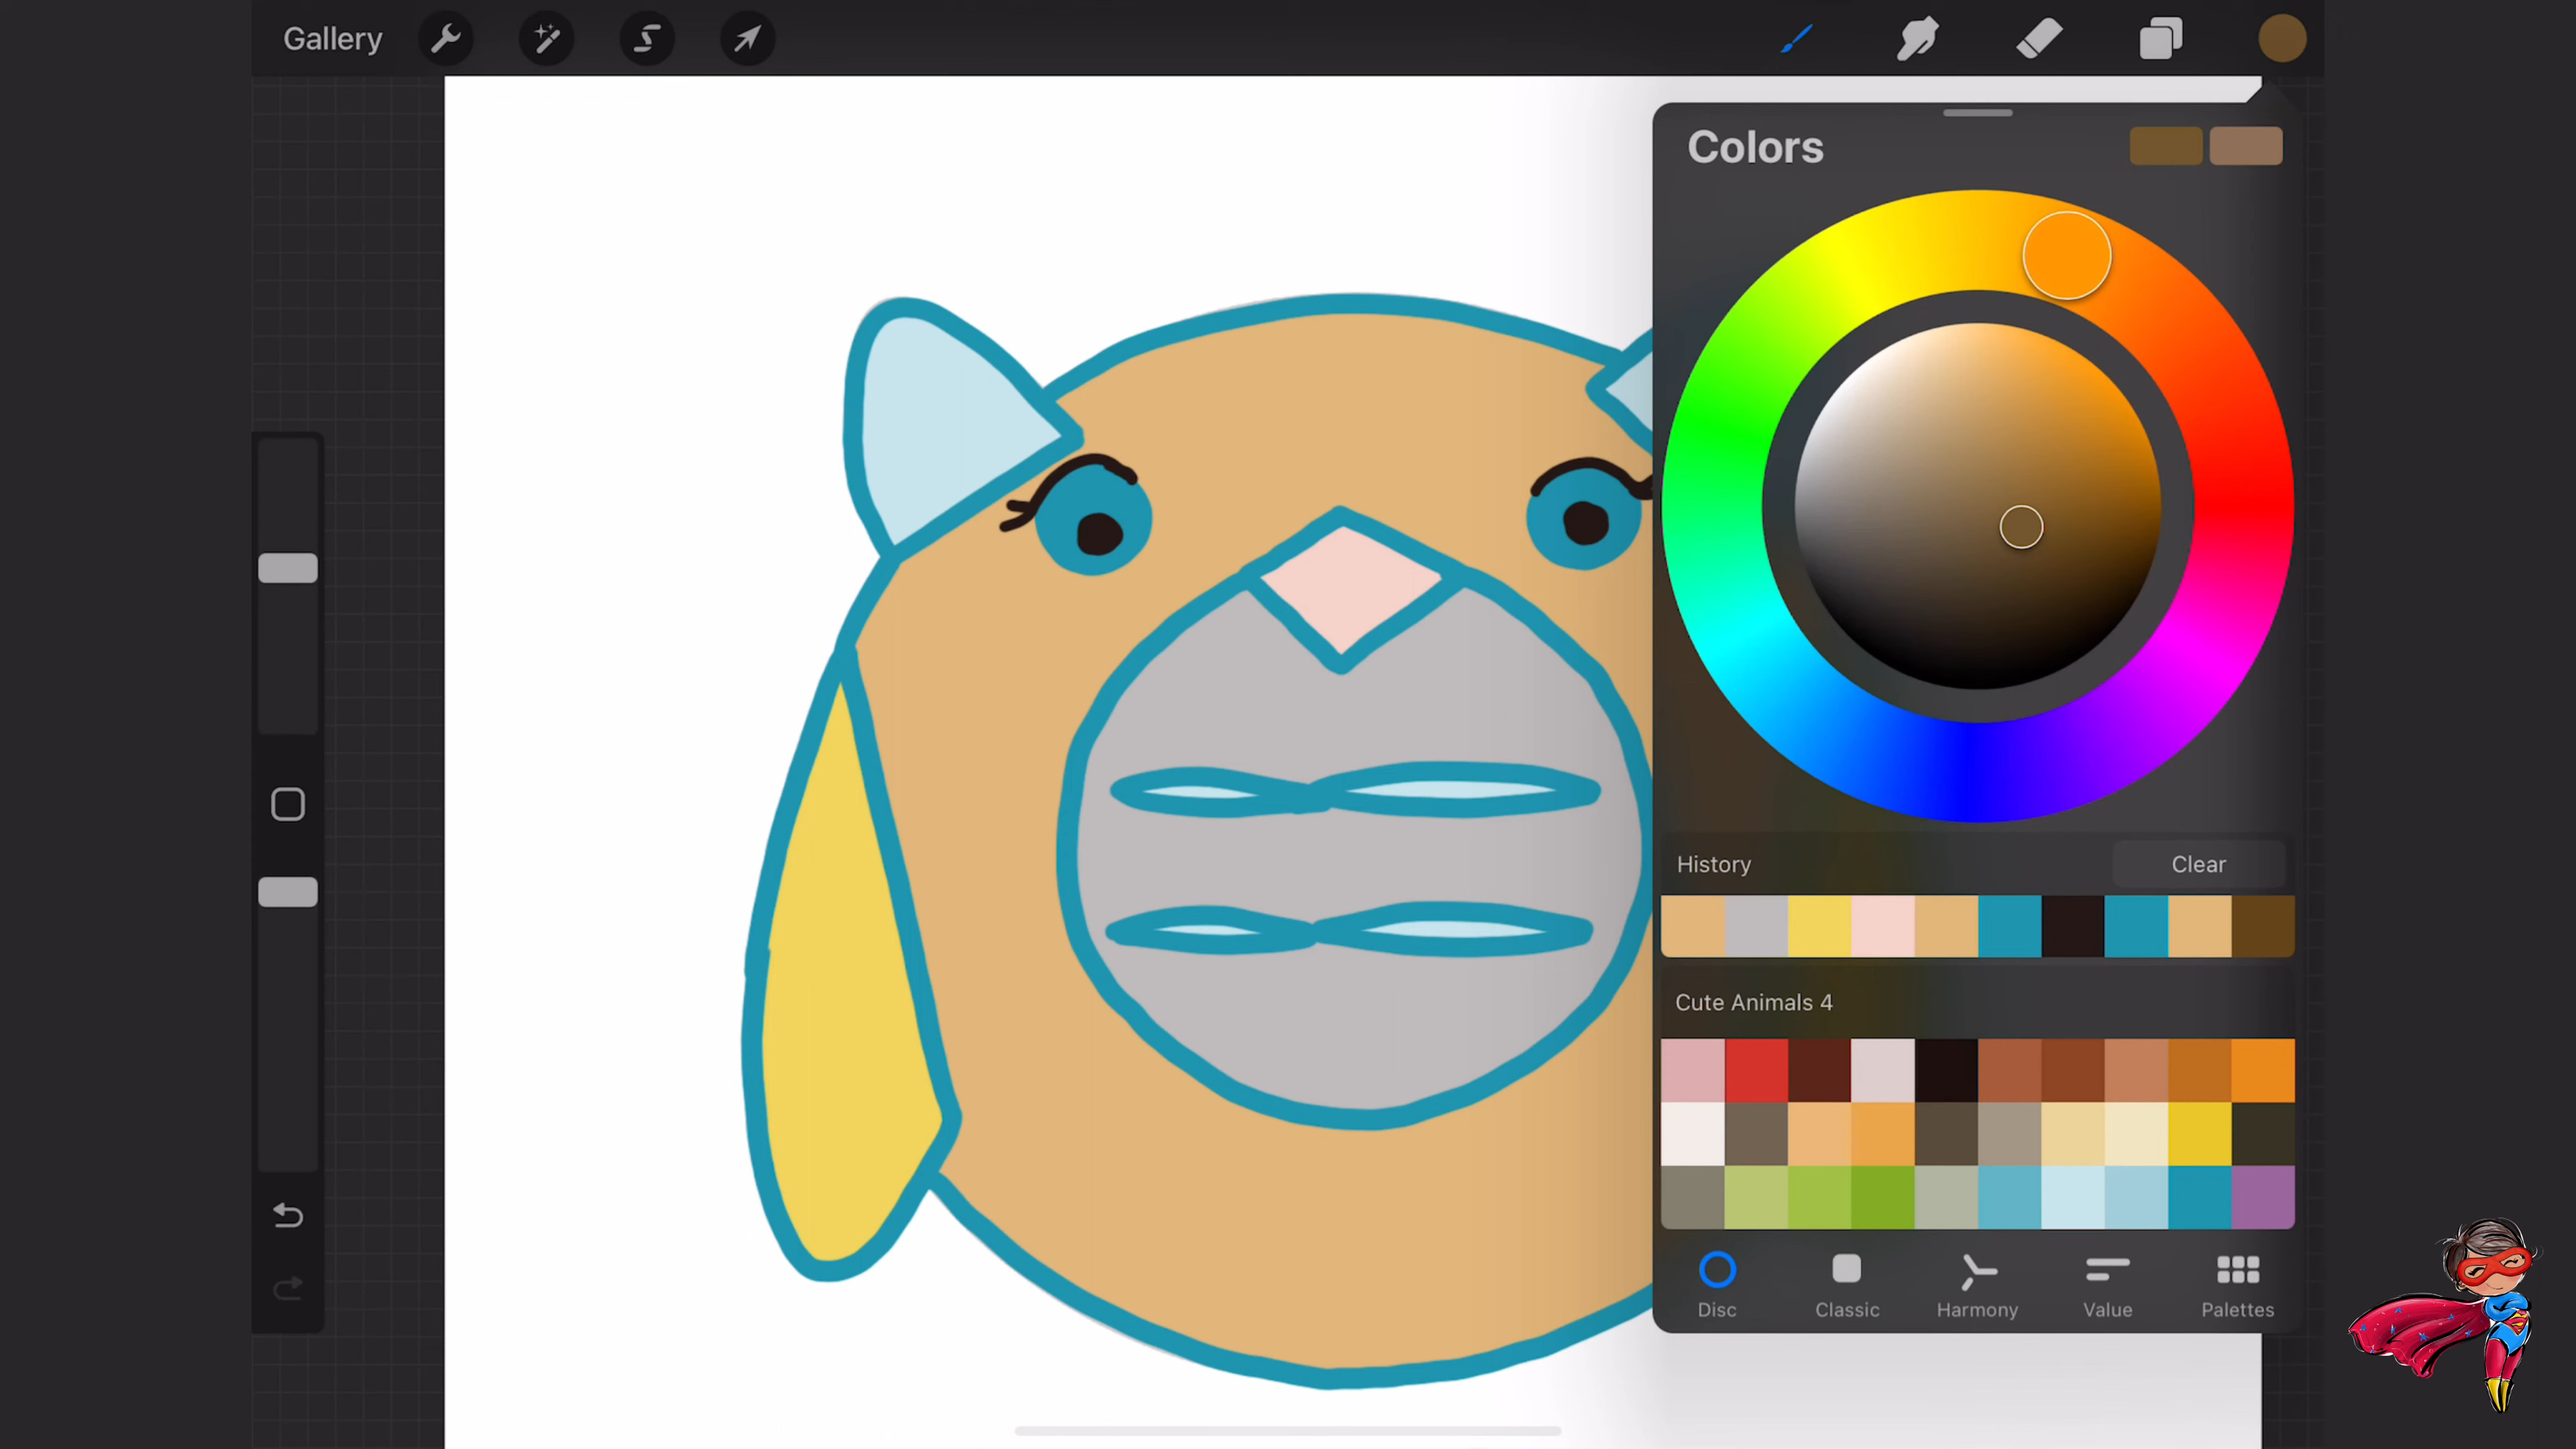 Gallery
Colors
History
Clear
Cute Animals 4
Disc
Classic
Harmony
Value
Palettes